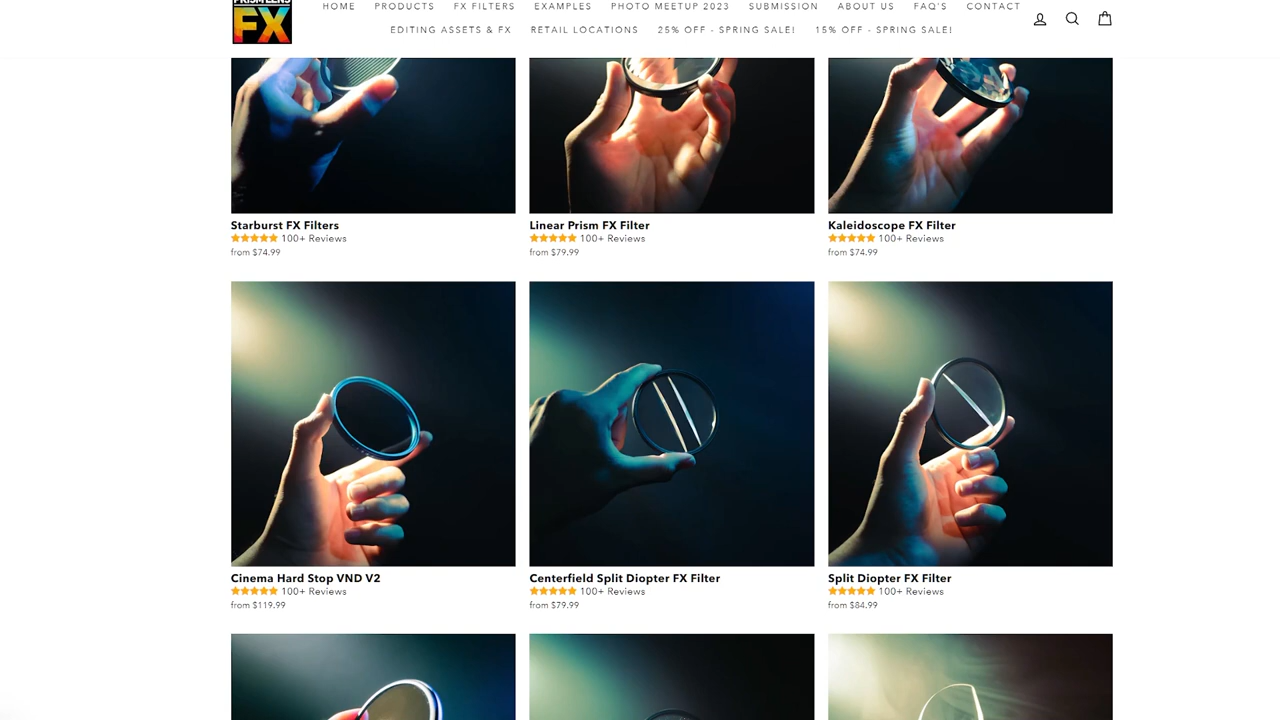 PRISM LENS
FX
HOME PRODUCTS FX FILTERS EXAMPLES PHOTO MEETUP 2023 SUBMISSION ABOUT US FAQ'S CONTACT
EDITING ASSETS & FX RETAIL LOCATIONS 25% OFF - SPRING SALE! 15% OFF - SPRING SALE!
Starburst FX Filters
100+ Reviews
from $74.99
Linear Prism FX Filter
100+ Reviews
from $79.99
Kaleidoscope FX Filter
100+ Reviews
from $74.99
Cinema Hard Stop VND V2
100+ Reviews
from $119.99
Centerfield Split Diopter FX Filter
100+ Reviews
from $79.99
Split Diopter FX Filter
100+ Reviews
from $84.99